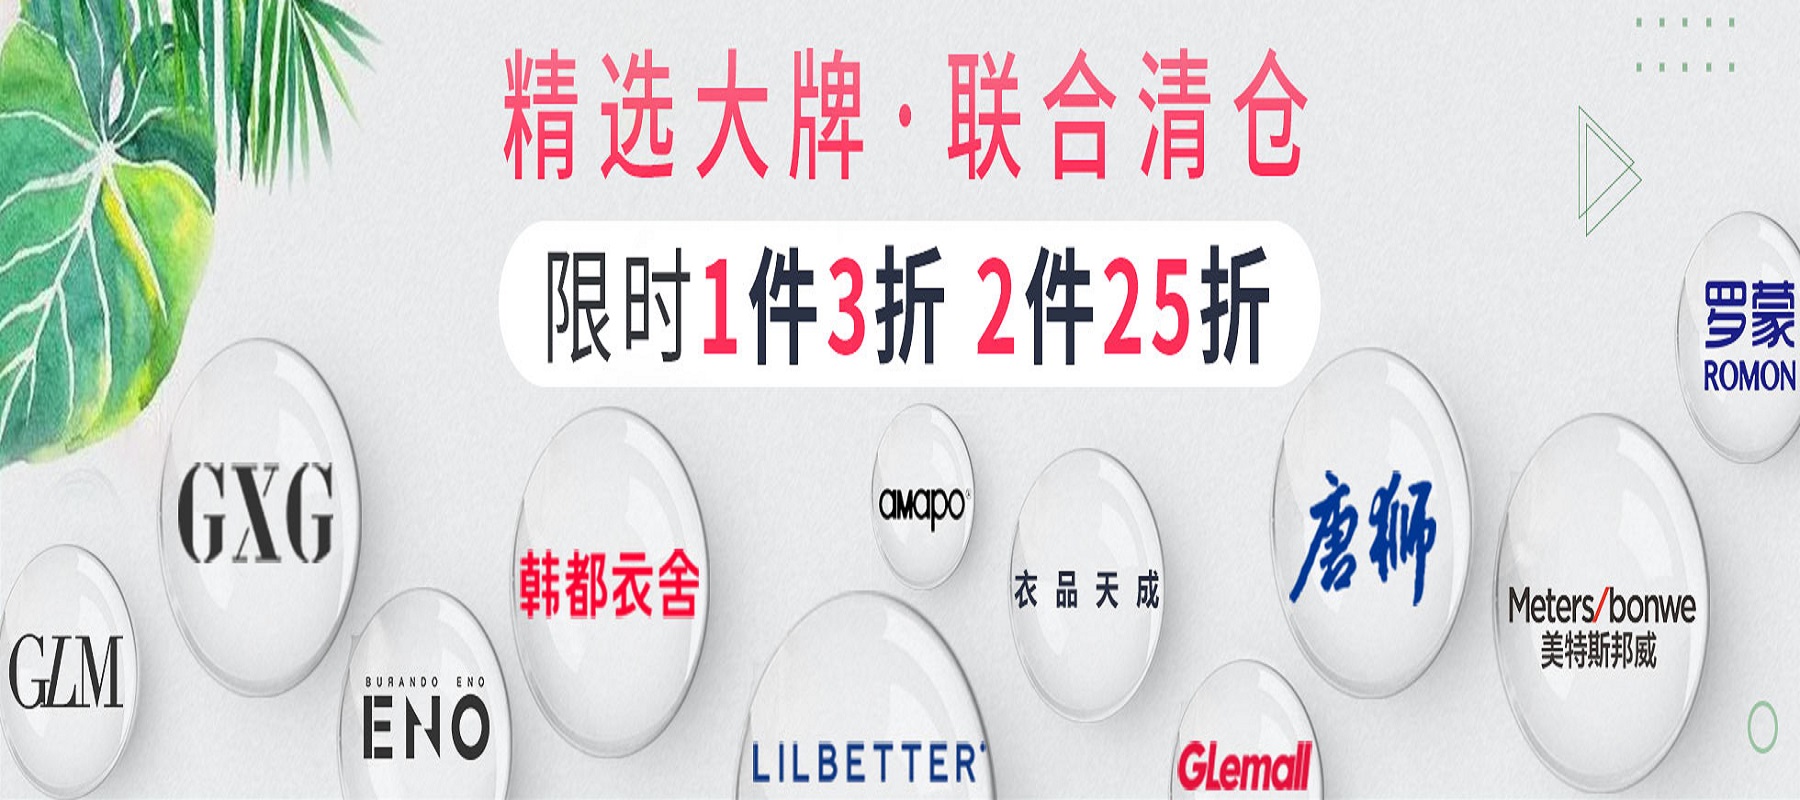 精选大牌·联合清仓
限时1件3折 2件25折
罗蒙
ROMON
GXG
amapo®
唐狮
韩都衣舍
衣品天成
Meters/bonwe
美特斯邦威
GLM
BURANDO ENO
ENO
LILBETTER
GLemall